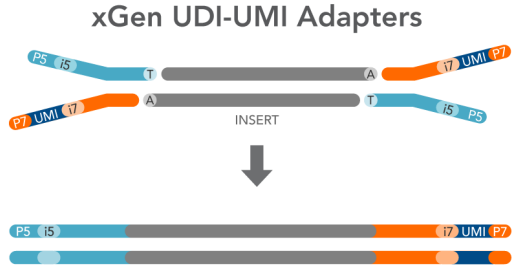 xGen UDI-UMI Adapters
P5 i5 T A i7 UMI P7
P7 UMI i7 A T i5 P5
INSERT
P5 i5 i7 UMI P7